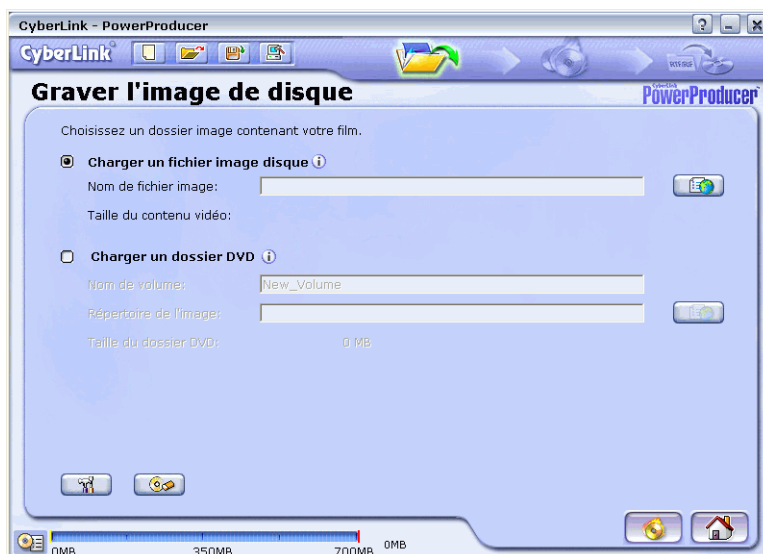 CyberLink - PowerProducer
CyberLink
Graver l'image de disque
CyberLink
PowerProducer
Choisissez un dossier image contenant votre film.
Charger un fichier image disque
Nom de fichier image:
Taille du contenu vidéo:
Charger un dossier DVD
Nom de volume: New_Volume
Répertoire de l'image:
Taille du dossier DVD: 0 MB
0MB 350MB 700MB 0MB